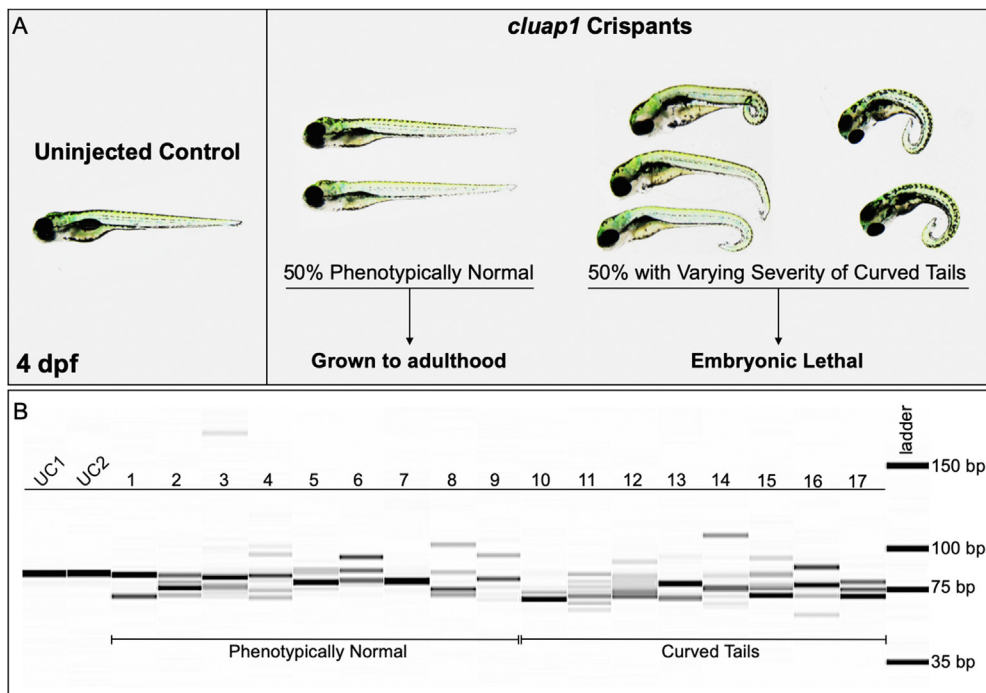 A
cluap1 Crispants
Uninjected Control
50% Phenotypically Normal
50% with Varying Severity of Curved Tails
4 dpf
Grown to adulthood
Embryonic Lethal
B
ladder
UC1 UC2 1 2 3 4 5 6 7 8 9 10 11 12 13 14 15 16 17
150 bp
100 bp
75 bp
35 bp
Phenotypically Normal
Curved Tails